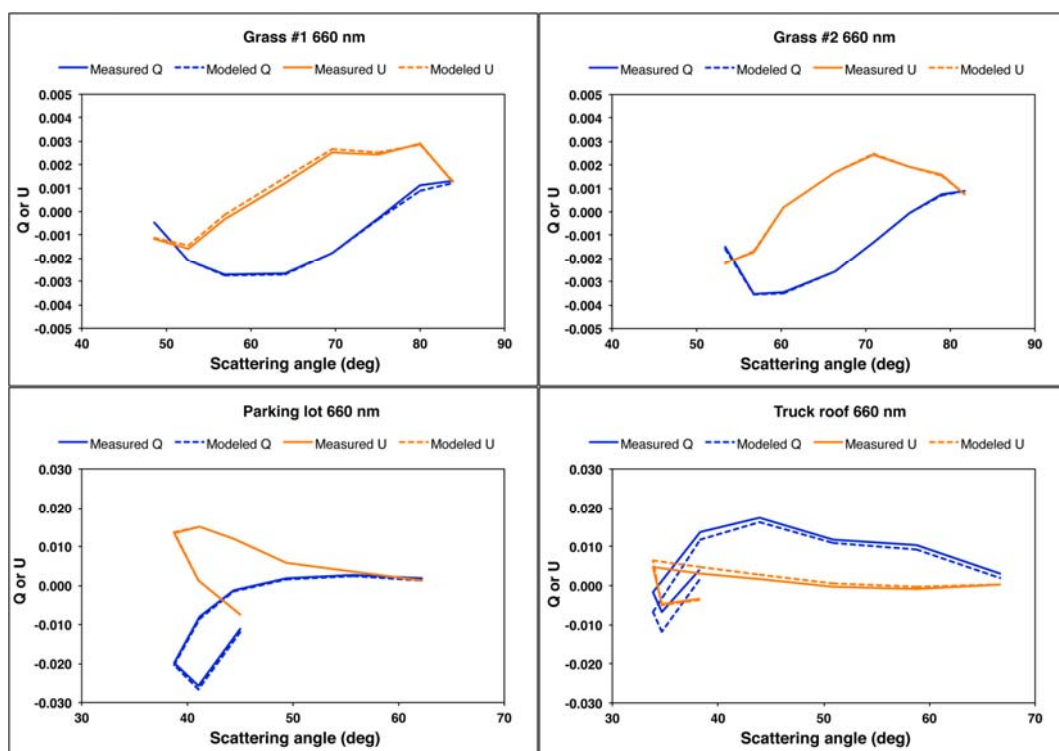 Grass #1 660 nm
Measured Q Modeled Q Measured U Modeled U
0.005
0.004
0.003
0.002
0.001
0.000
-0.001
-0.002
-0.003
-0.004
-0.005
Q or U
40 50 60 70 80 90
Scattering angle (deg)
Grass #2 660 nm
Measured Q Modeled Q Measured U Modeled U
0.005
0.004
0.003
0.002
0.001
0.000
-0.001
-0.002
-0.003
-0.004
-0.005
Q or U
40 50 60 70 80 90
Scattering angle (deg)
Parking lot 660 nm
Measured Q Modeled Q Measured U Modeled U
0.030
0.020
0.010
0.000
-0.010
-0.020
-0.030
Q or U
30 40 50 60 70
Scattering angle (deg)
Truck roof 660 nm
Measured Q Modeled Q Measured U Modeled U
0.030
0.020
0.010
0.000
-0.010
-0.020
-0.030
Q or U
30 40 50 60 70
Scattering angle (deg)